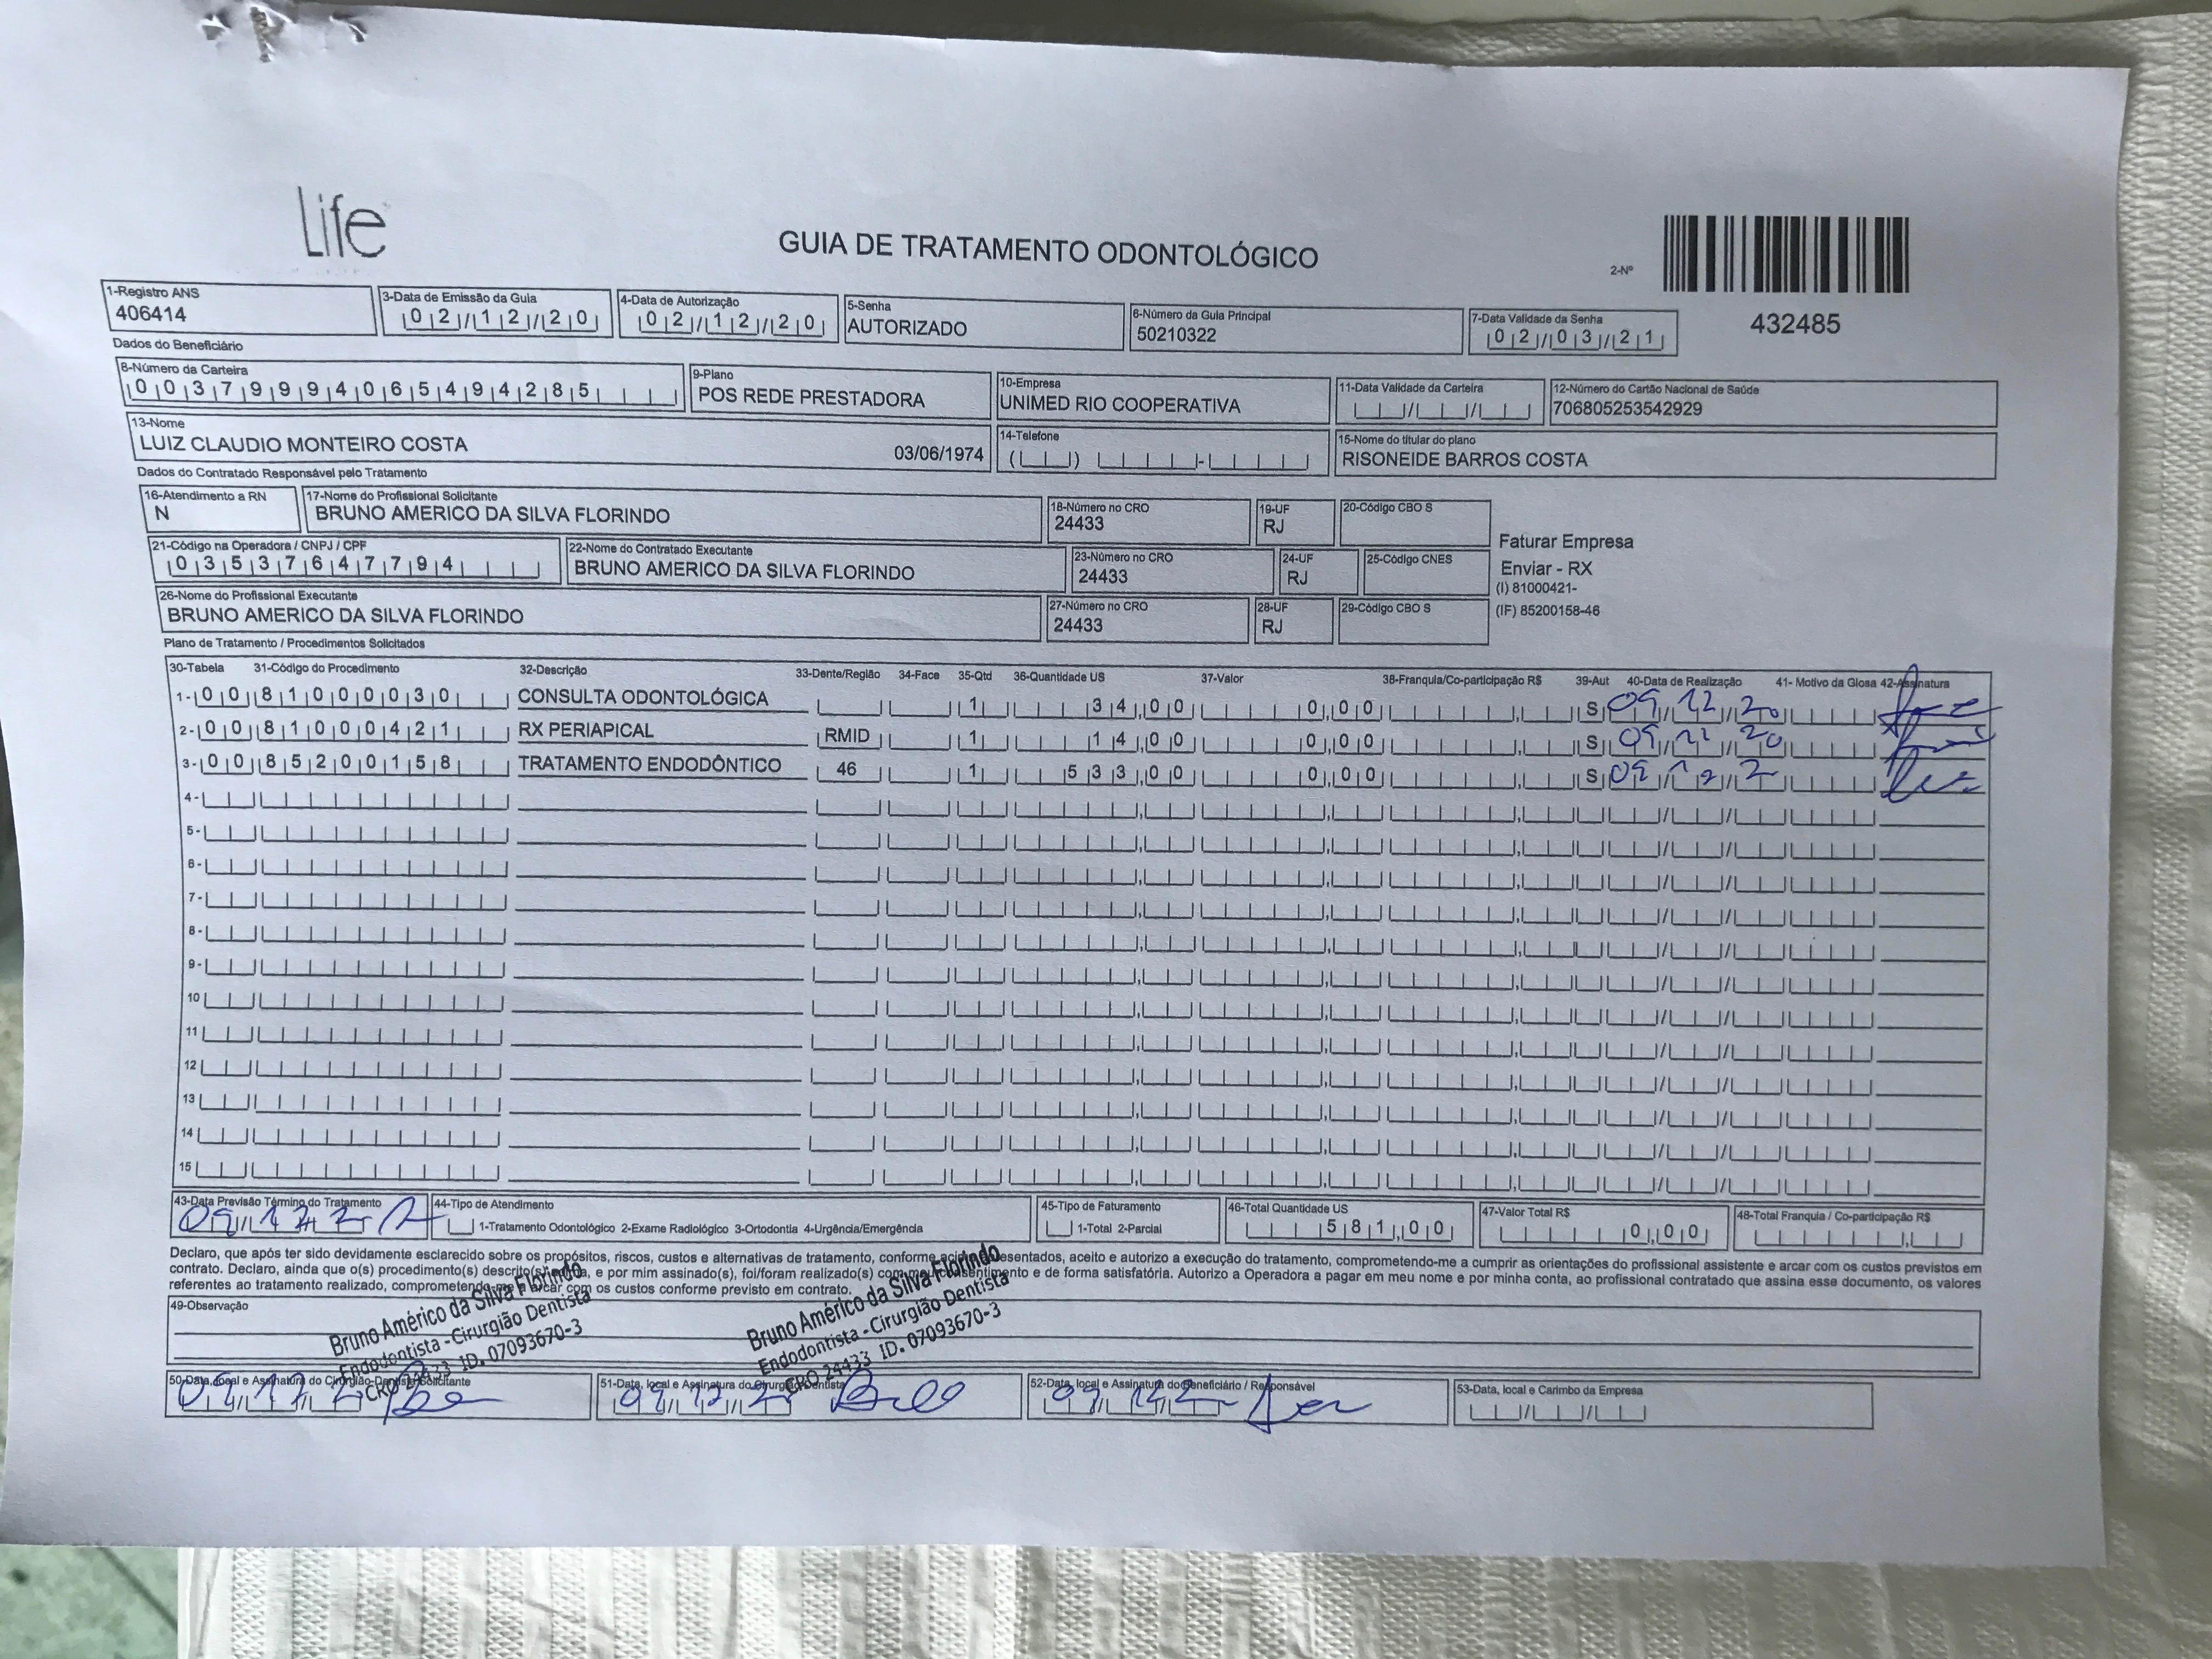 Life
GUIA DE TRATAMENTO ODONTOLÓGICO
2-Nº
432485
1-Registro ANS
406414
3-Data de Emissão da Guia
02/12/20
4-Data de Autorização
02/12/20
5-Senha
AUTORIZADO
6-Número da Guia Principal
50210322
7-Data Validade da Senha
02/03/21
Dados do Beneficiário
8-Número da Carteira
00379994065494285
9-Plano
POS REDE PRESTADORA
10-Empresa
UNIMED RIO COOPERATIVA
11-Data Validade da Carteira
12-Número do Cartão Nacional de Saúde
706805253542929
13-Nome
LUIZ CLAUDIO MONTEIRO COSTA 03/06/1974
14-Telefone
15-Nome do titular do plano
RISONEIDE BARROS COSTA
Dados do Contratado Responsável pelo Tratamento
16-Atendimento a RN
N
17-Nome do Profissional Solicitante
BRUNO AMERICO DA SILVA FLORINDO
18-Número no CRO
24433
19-UF
RJ
20-Código CBO S
21-Código na Operadora / CNPJ / CPF
03537647794
22-Nome do Contratado Executante
BRUNO AMERICO DA SILVA FLORINDO
23-Número no CRO
24433
24-UF
RJ
25-Código CNES
26-Nome do Profissional Executante
BRUNO AMERICO DA SILVA FLORINDO
27-Número no CRO
24433
28-UF
RJ
29-Código CBO S
Faturar Empresa
Enviar - RX
(I) 81000421-
(IF) 85200158-46
Plano de Tratamento / Procedimentos Solicitados
30-Tabela 31-Código do Procedimento 32-Descrição 33-Dente/Região 34-Face 35-Qtd 36-Quantidade US 37-Valor 38-Franquia/Co-participação R$ 39-Aut 40-Data de Realização 41- Motivo da Glosa 42-Assinatura
1- 00 81000030 CONSULTA ODONTOLÓGICA 1 34,00 0,00 S 09/12/20
2- 00 81000421 RX PERIAPICAL RMID 1 14,00 0,00 S 09/12/20
3- 00 85200158 TRATAMENTO ENDODÔNTICO 46 1 533,00 0,00 S
4-
5-
6-
7-
8-
9-
10
11
12
13
14
15
43-Data Previsão Término do Tratamento
44-Tipo de Atendimento
1-Tratamento Odontológico 2-Exame Radiológico 3-Ortodontia 4-Urgência/Emergência
45-Tipo de Faturamento
1-Total 2-Parcial
46-Total Quantidade US
581,00
47-Valor Total R$
0,00
48-Total Franquia / Co-participação R$
Declaro, que após ter sido devidamente esclarecido sobre os propósitos, riscos, custos e alternativas de tratamento, conforme acima apresentados, aceito e autorizo a execução do tratamento, comprometendo-me a cumprir as orientações do profissional assistente e arcar com os custos previstos em
contrato. Declaro, ainda que o(s) procedimento(s) descrito(s) acima, e por mim assinado(s), foi/foram realizado(s) com meu consentimento e de forma satisfatória. Autorizo a Operadora a pagar em meu nome e por minha conta, ao profissional contratado que assina esse documento, os valores
referentes ao tratamento realizado, comprometendo-me a arcar com os custos conforme previsto em contrato.
49-Observação
Bruno Américo da Silva Florindo
Endodontista - Cirurgião Dentista
CRO 24433 ID. 07093670-3
Bruno Américo da Silva Florindo
Endodontista - Cirurgião Dentista
CRO 24433 ID. 07093670-3
50-Data, local e Assinatura do Cirurgião-Dentista Solicitante
51-Data, local e Assinatura do Cirurgião-Dentista
52-Data, local e Assinatura do Beneficiário / Responsável
53-Data, local e Carimbo da Empresa